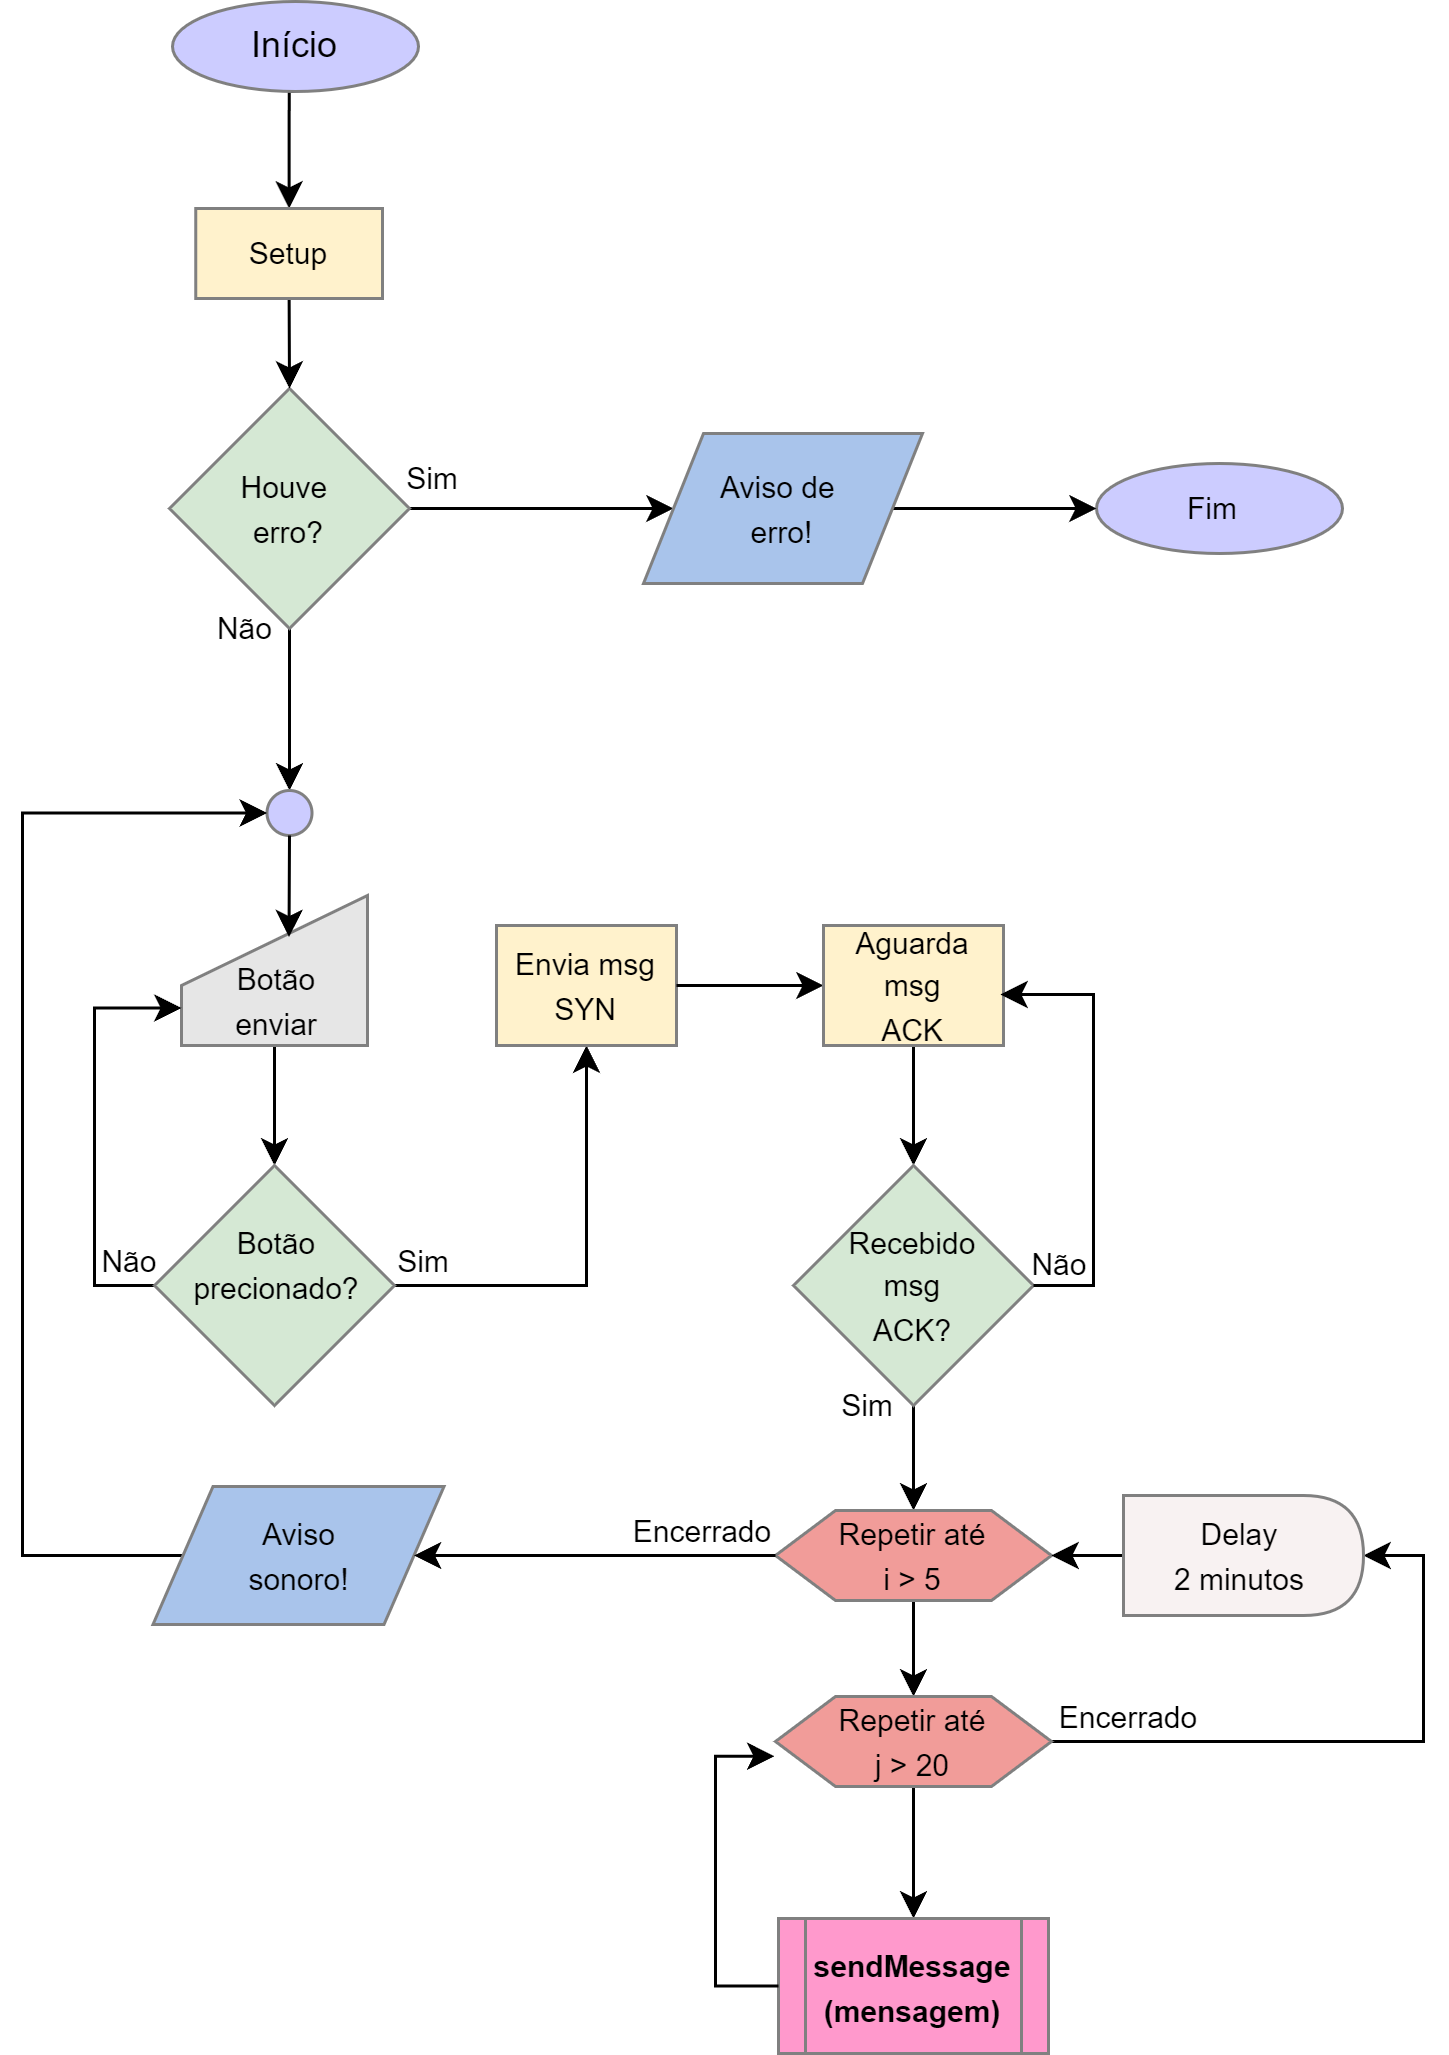 Início
Setup
Houve
erro?
Sim
Aviso de
erro!
Fim
Não
Botão
enviar
Envia msg
SYN
Aguarda
msg
ACK
Botão
precionado?
Não
Sim
Recebido
msg
ACK?
Não
Sim
Aviso
sonoro!
Encerrado
Repetir até
i > 5
Delay
2 minutos
Repetir até
j > 20
Encerrado
sendMessage
(mensagem)